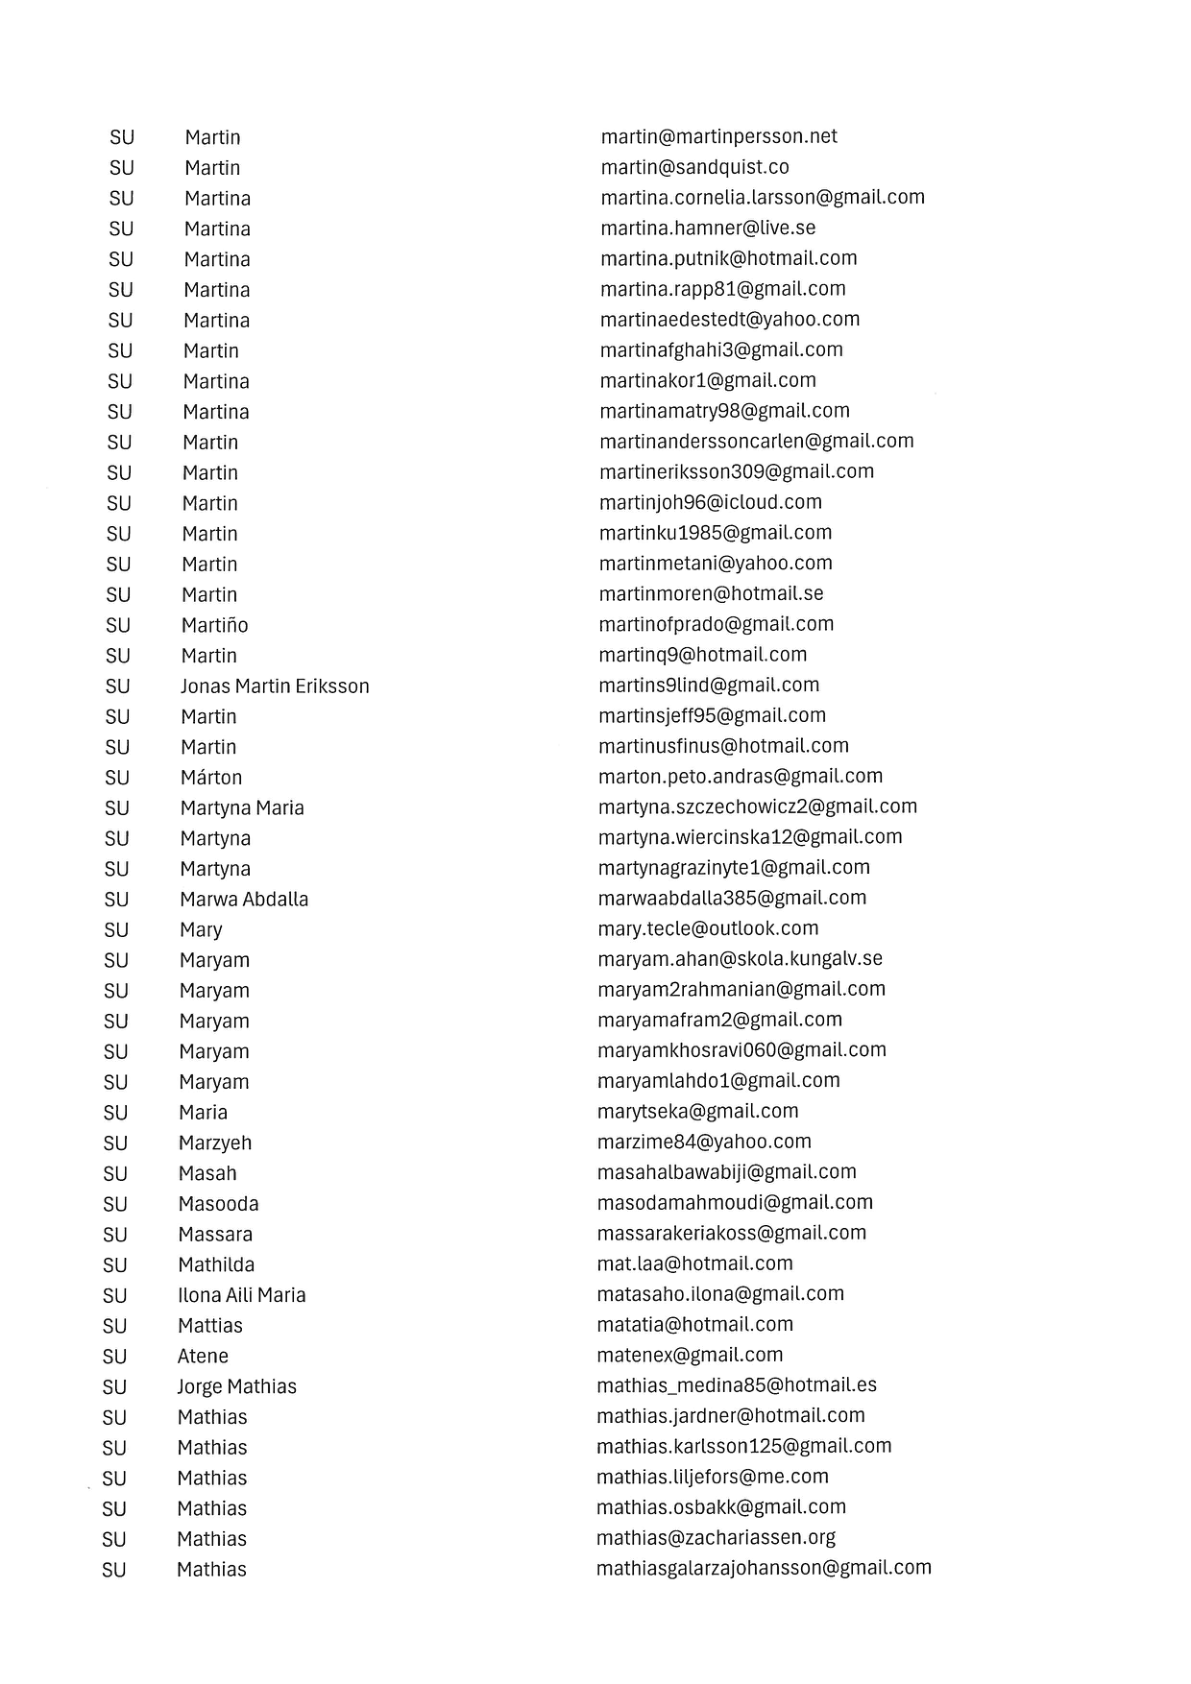 SU Martin martin@martinpersson.net
SU Martin martin@sandquist.co
SU Martina martina.cornelia.larsson@gmail.com
SU Martina martina.hamner@live.se
SU Martina martina.putnik@hotmail.com
SU Martina martina.rapp81@gmail.com
SU Martina martinaedestedt@yahoo.com
SU Martin martinafghahi3@gmail.com
SU Martina martinakor1@gmail.com
SU Martina martinamatry98@gmail.com
SU Martin martinanderssoncarlen@gmail.com
SU Martin martineriksson309@gmail.com
SU Martin martinjoh96@icloud.com
SU Martin martinku1985@gmail.com
SU Martin martinmetani@yahoo.com
SU Martin martinmoren@hotmail.se
SU Martiño martinofprado@gmail.com
SU Martin martinq9@hotmail.com
SU Jonas Martin Eriksson martins9lind@gmail.com
SU Martin martinsjeff95@gmail.com
SU Martin martinusfinus@hotmail.com
SU Márton marton.peto.andras@gmail.com
SU Martyna Maria martyna.szczechowicz2@gmail.com
SU Martyna martyna.wiercinska12@gmail.com
SU Martyna martynagrazinyte1@gmail.com
SU Marwa Abdalla marwaabdalla385@gmail.com
SU Mary mary.tecle@outlook.com
SU Maryam maryam.ahan@skola.kungalv.se
SU Maryam maryam2rahmanian@gmail.com
SU Maryam maryamafram2@gmail.com
SU Maryam maryamkhosravi060@gmail.com
SU Maryam maryamlahdo1@gmail.com
SU Maria marytseka@gmail.com
SU Marzyeh marzime84@yahoo.com
SU Masah masahalbawabiji@gmail.com
SU Masooda masodamahmoudi@gmail.com
SU Massara massarakeriakoss@gmail.com
SU Mathilda mat.laa@hotmail.com
SU Ilona Aili Maria matasaho.ilona@gmail.com
SU Mattias matatia@hotmail.com
SU Atene matenex@gmail.com
SU Jorge Mathias mathias_medina85@hotmail.es
SU Mathias mathias.jardner@hotmail.com
SU Mathias mathias.karlsson125@gmail.com
SU Mathias mathias.liljefors@me.com
SU Mathias mathias.osbakk@gmail.com
SU Mathias mathias@zachariassen.org
SU Mathias mathiasgalarzajohansson@gmail.com